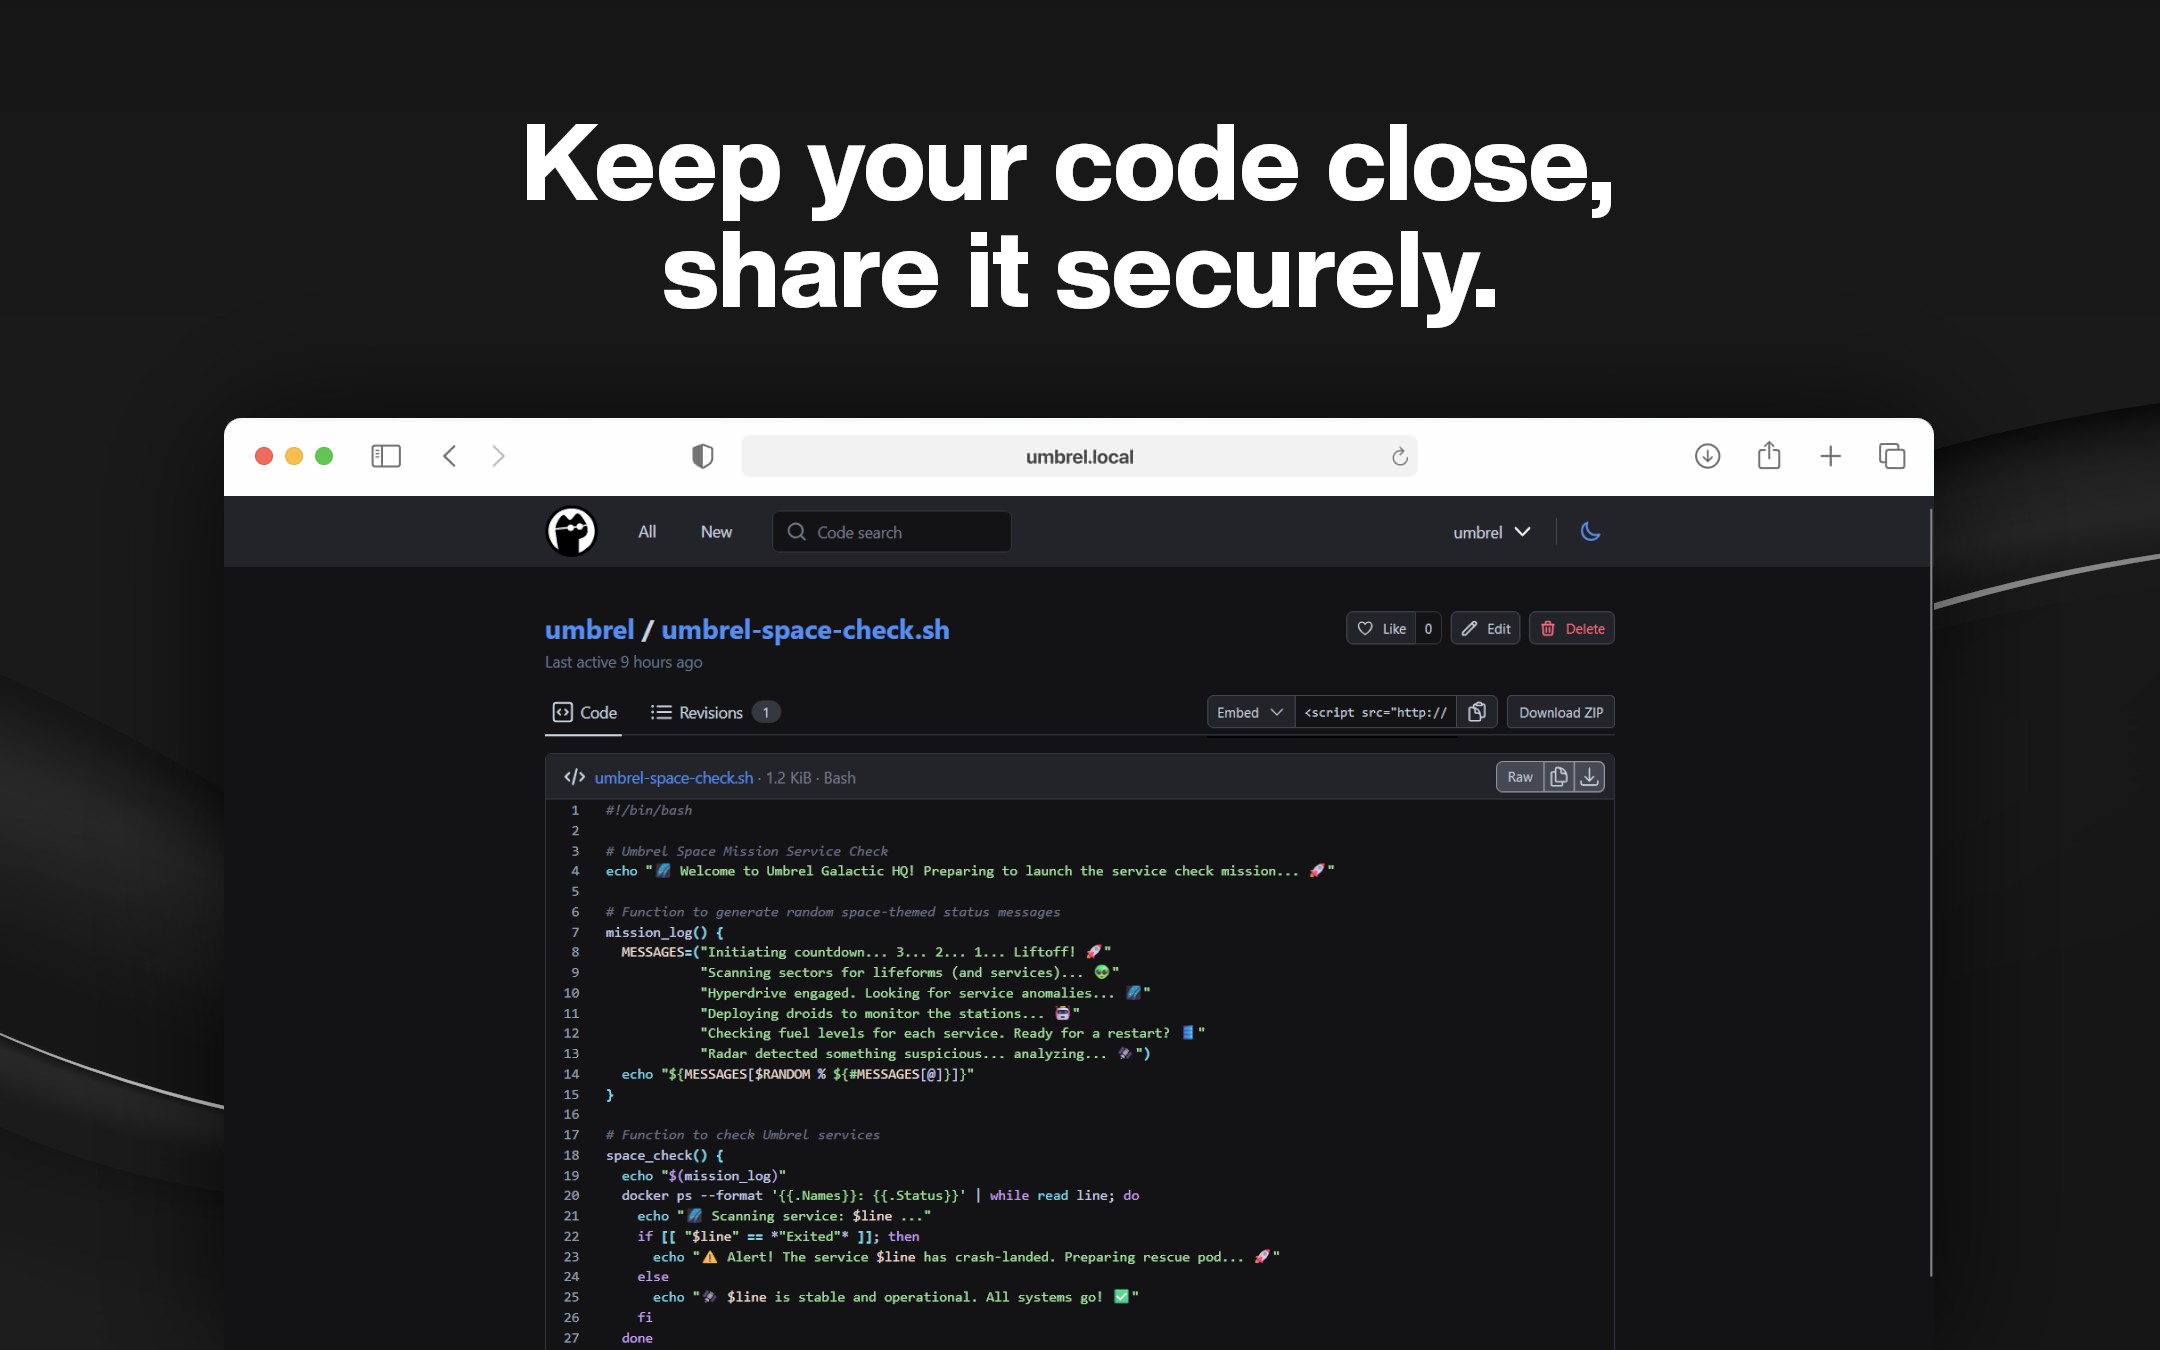 Keep your code close,
share it securely.
umbrel.local
All New Code search umbrel
umbrel / umbrel-space-check.sh
Like 0 Edit Delete
Last active 9 hours ago
Code Revisions 1 Embed <script src="http:// Download ZIP
umbrel-space-check.sh · 1.2 KiB · Bash Raw
1 #!/bin/bash
2
3 # Umbrel Space Mission Service Check
4 echo "🌌 Welcome to Umbrel Galactic HQ! Preparing to launch the service check mission... 🚀"
5
6 # Function to generate random space-themed status messages
7 mission_log() {
8 MESSAGES=("Initiating countdown... 3... 2... 1... Liftoff! 🚀"
9 "Scanning sectors for lifeforms (and services)... 👽"
10 "Hyperdrive engaged. Looking for service anomalies... 🌌"
11 "Deploying droids to monitor the stations... 🤖"
12 "Checking fuel levels for each service. Ready for a restart? "
13 "Radar detected something suspicious... analyzing... 🛰️")
14 echo "${MESSAGES[$RANDOM % ${#MESSAGES[@]}]}"
15 }
16
17 # Function to check Umbrel services
18 space_check() {
19 echo "$(mission_log)"
20 docker ps --format '{{.Names}}: {{.Status}}' | while read line; do
21 echo "🌌 Scanning service: $line ..."
22 if [[ "$line" == *"Exited"* ]]; then
23 echo "⚠️ Alert! The service $line has crash-landed. Preparing rescue pod... 🚀"
24 else
25 echo "🛰️ $line is stable and operational. All systems go! ✅"
26 fi
27 done